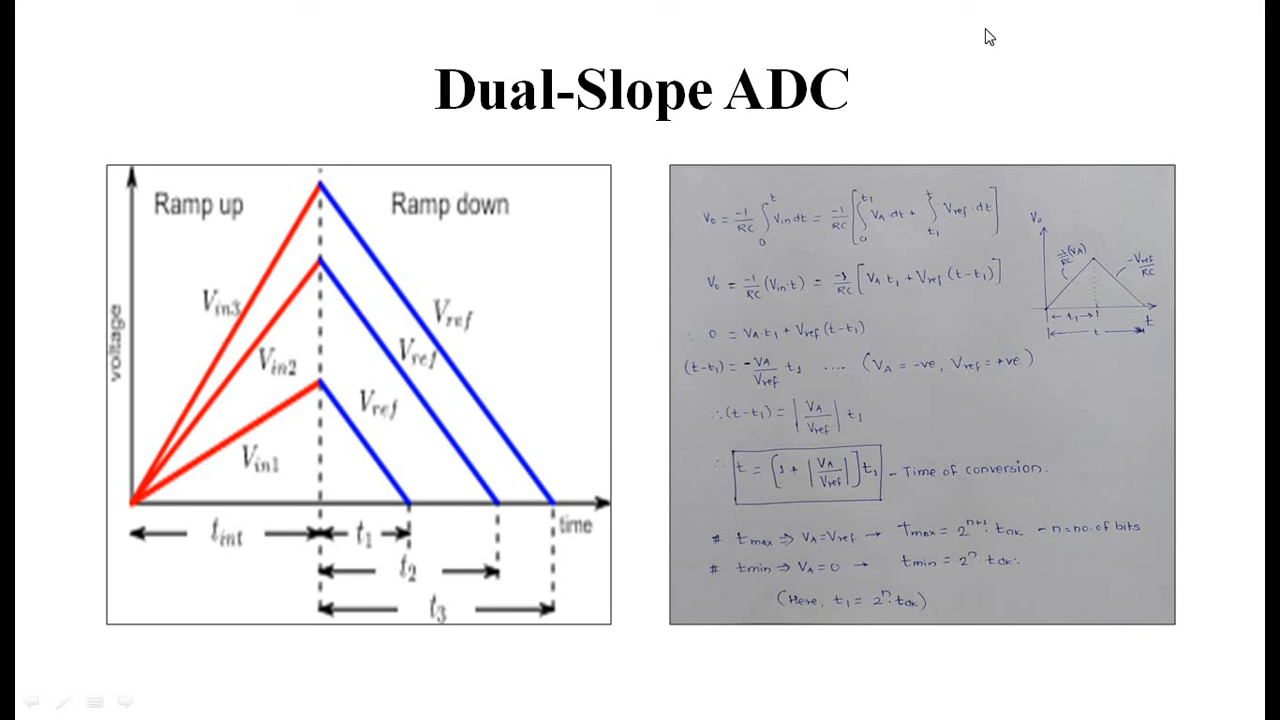 Dual-Slope ADC
Ramp up
Ramp down
voltage
Vin3
Vref
Vin2
Vref
Vref
Vin1
time
tint
t1
t2
t3
V₀ = -1/RC ∫₀ᵗ Vin dt = -1/RC [∫₀ᵗ¹ VA·dt + ∫ₜ₁ᵗ Vref·dt]
V₀ = -1/RC (Vin·t) = -1/RC [VA·t₁ + Vref (t-t₁)]
∴ 0 = VA·t₁ + Vref (t-t₁)
(t-t₁) = -VA/Vref t₁ .... (VA = -ve, Vref = +ve)
∴ (t-t₁) = |VA/Vref| t₁
∴ t = [1 + |VA/Vref|] t₁ - Time of conversion.
# tmax ⇒ VA=Vref → Tmax = 2ⁿ⁺¹· tclk - n = no. of bits
# tmin ⇒ VA=0 → tmin = 2ⁿ· tclk.
(Here, t₁ = 2ⁿ· tclk)
V₀
1/RC (VA)
-Vref/RC
t₁
t
t